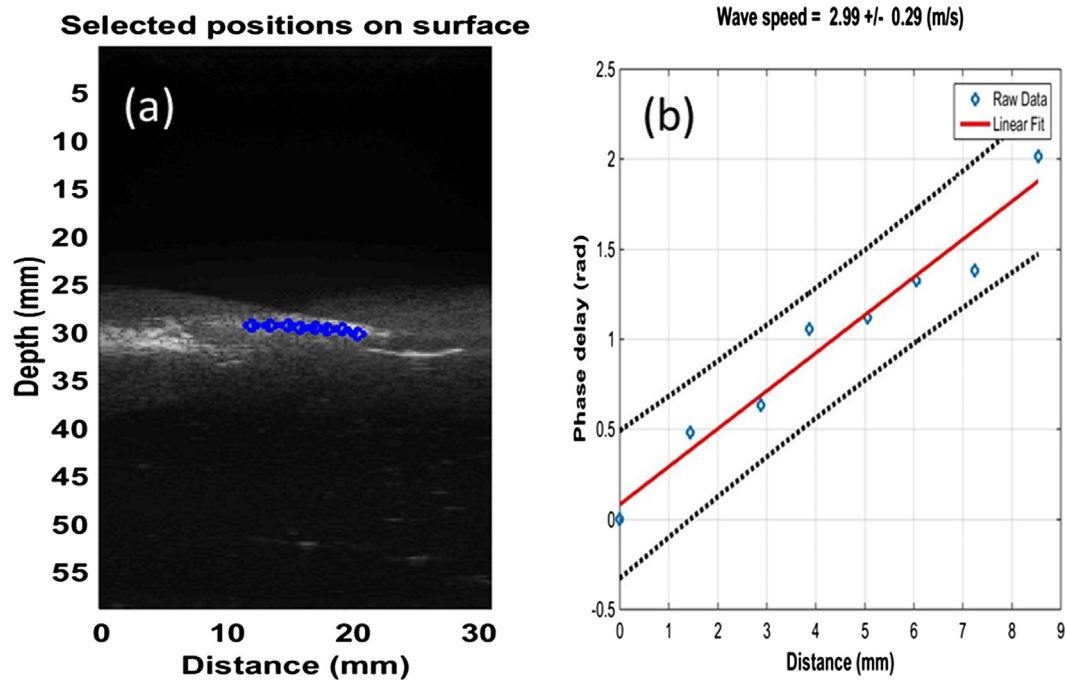 Selected positions on surface
(a)
Depth (mm)
5
10
15
20
25
30
35
40
45
50
55
0
10
20
30
Distance (mm)
Wave speed = 2.99 +/- 0.29 (m/s)
(b)
Raw Data
Linear Fit
Phase delay (rad)
2.5
2
1.5
1
0.5
0
-0.5
0 1 2 3 4 5 6 7 8 9
Distance (mm)